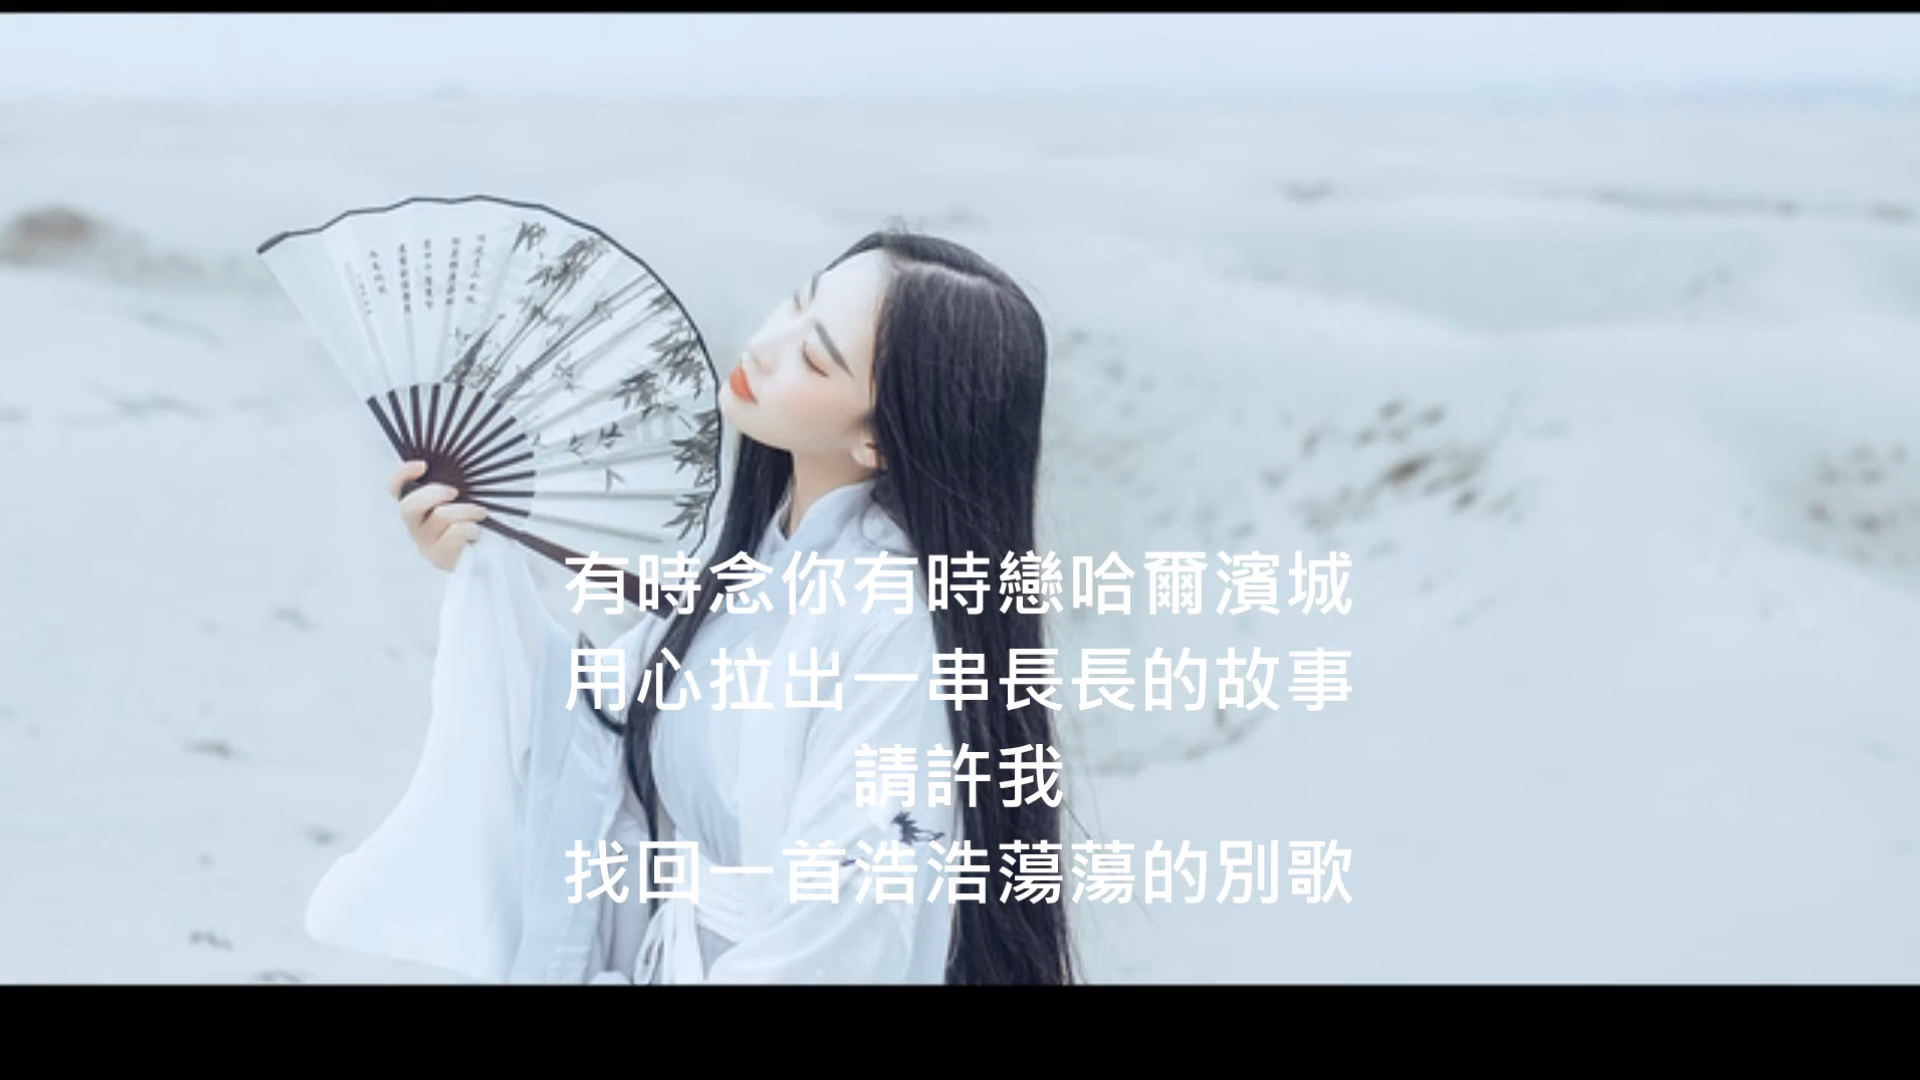 有時念你有時戀哈爾濱城
用心拉出一串長長的故事
請許我
找回一首浩浩蕩蕩的別歌